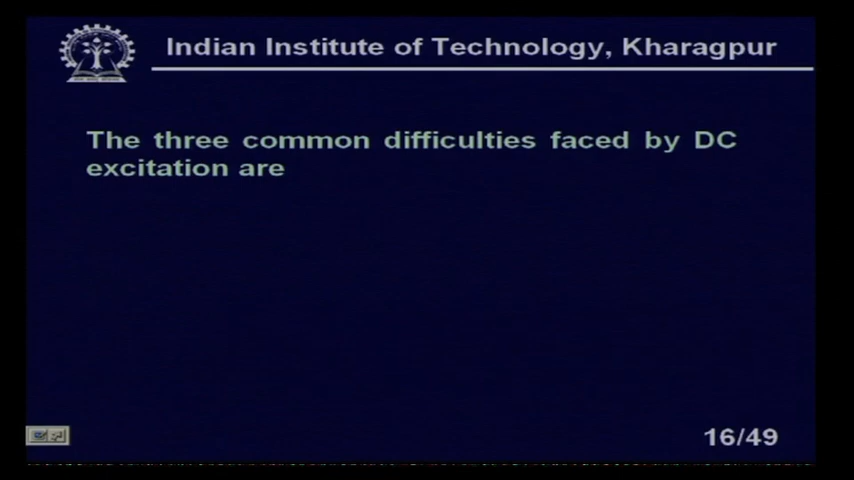 Indian Institute of Technology, Kharagpur
The three common difficulties faced by DC
excitation are
16/49